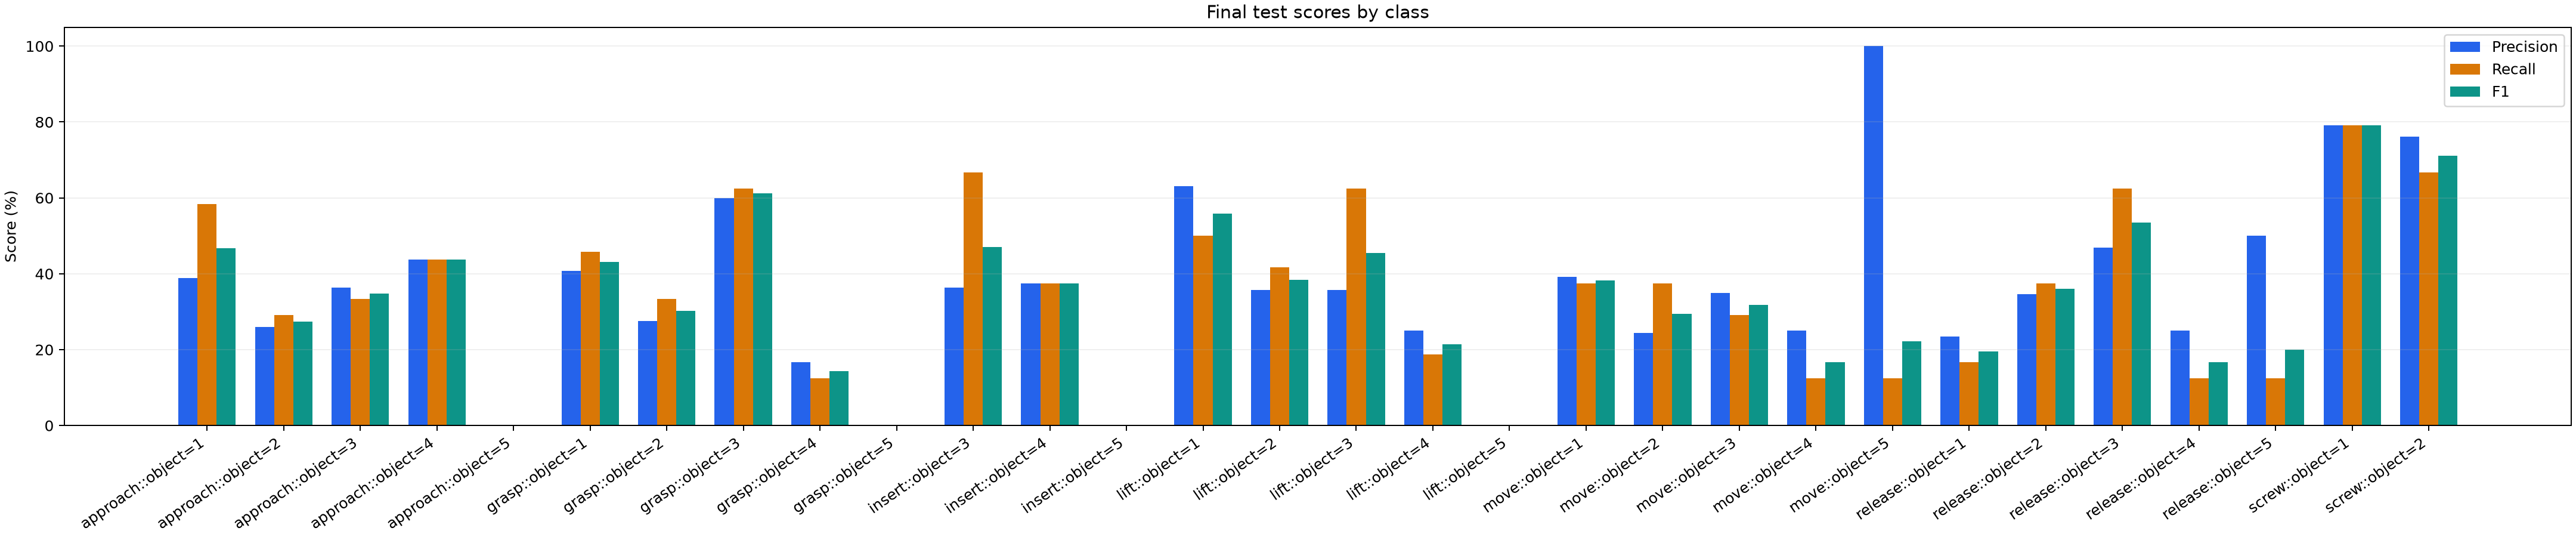 Final test scores by class
Score (%)
100
80
60
40
20
0
Precision
Recall
F1
approach::object=1
approach::object=2
approach::object=3
approach::object=4
approach::object=5
grasp::object=1
grasp::object=2
grasp::object=3
grasp::object=4
grasp::object=5
insert::object=3
insert::object=4
insert::object=5
lift::object=1
lift::object=2
lift::object=3
lift::object=4
lift::object=5
move::object=1
move::object=2
move::object=3
move::object=4
move::object=5
release::object=1
release::object=2
release::object=3
release::object=4
release::object=5
screw::object=1
screw::object=2